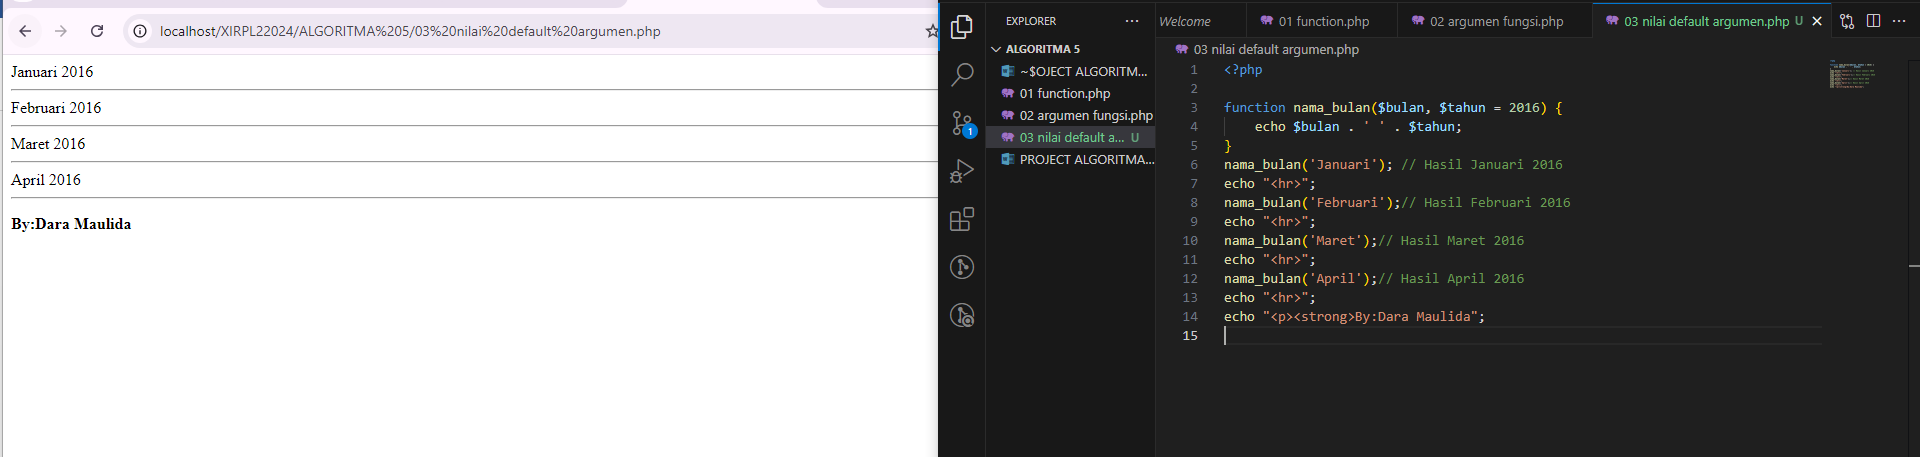 localhost/XIRPL22024/ALGORITMA%205/03%20nilai%20default%20argumen.php
Januari 2016
Februari 2016
Maret 2016
April 2016
By:Dara Maulida
EXPLORER
ALGORITMA 5
~$OJECT ALGORITM...
01 function.php
02 argumen fungsi.php
03 nilai default a... U
PROJECT ALGORITMA...
1
Welcome
01 function.php
02 argumen fungsi.php
03 nilai default argumen.php U
03 nilai default argumen.php
1 <?php
2
3 function nama_bulan($bulan, $tahun = 2016) {
4     echo $bulan . ' ' . $tahun;
5 }
6 nama_bulan('Januari'); // Hasil Januari 2016
7 echo "<hr>";
8 nama_bulan('Februari');// Hasil Februari 2016
9 echo "<hr>";
10 nama_bulan('Maret');// Hasil Maret 2016
11 echo "<hr>";
12 nama_bulan('April');// Hasil April 2016
13 echo "<hr>";
14 echo "<p><strong>By:Dara Maulida";
15